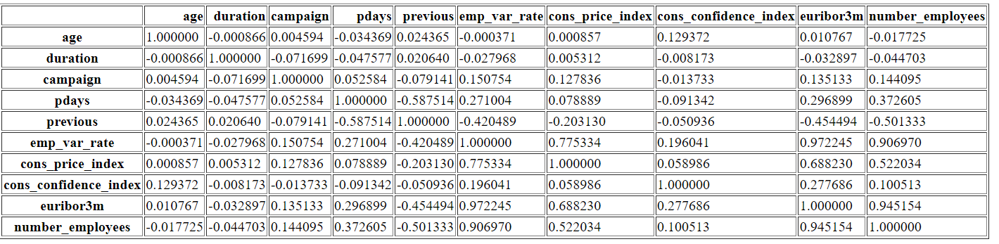 age duration campaign pdays previous emp_var_rate cons_price_index cons_confidence_index euribor3m number_employees
age 1.000000 -0.000866 0.004594 -0.034369 0.024365 -0.000371 0.000857 0.129372 0.010767 -0.017725
duration -0.000866 1.000000 -0.071699 -0.047577 0.020640 -0.027968 0.005312 -0.008173 -0.032897 -0.044703
campaign 0.004594 -0.071699 1.000000 0.052584 -0.079141 0.150754 0.127836 -0.013733 0.135133 0.144095
pdays -0.034369 -0.047577 0.052584 1.000000 -0.587514 0.271004 0.078889 -0.091342 0.296899 0.372605
previous 0.024365 0.020640 -0.079141 -0.587514 1.000000 -0.420489 -0.203130 -0.050936 -0.454494 -0.501333
emp_var_rate -0.000371 -0.027968 0.150754 0.271004 -0.420489 1.000000 0.775334 0.196041 0.972245 0.906970
cons_price_index 0.000857 0.005312 0.127836 0.078889 -0.203130 0.775334 1.000000 0.058986 0.688230 0.522034
cons_confidence_index 0.129372 -0.008173 -0.013733 -0.091342 -0.050936 0.196041 0.058986 1.000000 0.277686 0.100513
euribor3m 0.010767 -0.032897 0.135133 0.296899 -0.454494 0.972245 0.688230 0.277686 1.000000 0.945154
number_employees -0.017725 -0.044703 0.144095 0.372605 -0.501333 0.906970 0.522034 0.100513 0.945154 1.000000